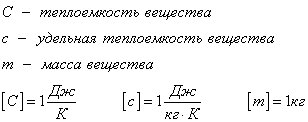 C – теплоемкость вещества
c – удельная теплоемкость вещества
m – масса вещества
[C] = 1 Дж/К [c] = 1 Дж/(кг · К) [m] = 1кг